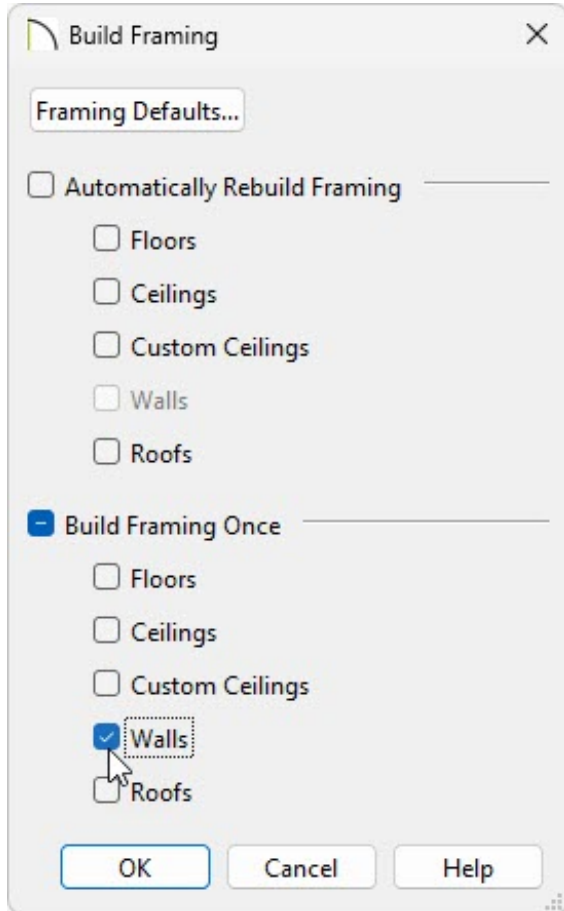 Build Framing
Framing Defaults...
Automatically Rebuild Framing
Floors
Ceilings
Custom Ceilings
Walls
Roofs
Build Framing Once
Floors
Ceilings
Custom Ceilings
Walls
Roofs
OK Cancel Help